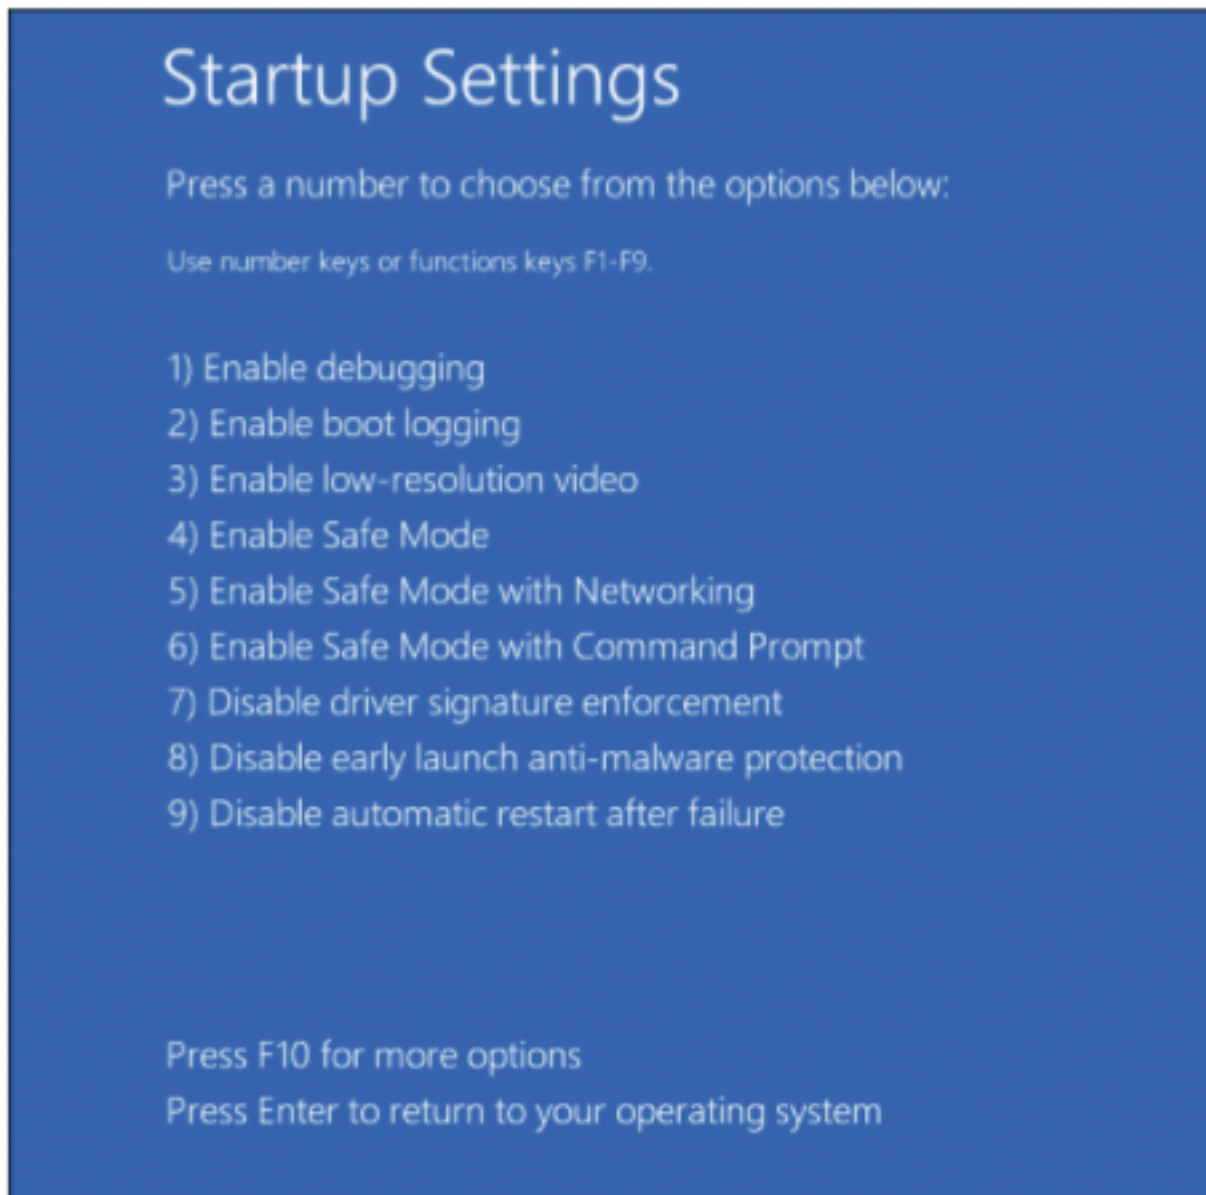 Startup Settings
Press a number to choose from the options below:
Use number keys or functions keys F1-F9.
1) Enable debugging
2) Enable boot logging
3) Enable low-resolution video
4) Enable Safe Mode
5) Enable Safe Mode with Networking
6) Enable Safe Mode with Command Prompt
7) Disable driver signature enforcement
8) Disable early launch anti-malware protection
9) Disable automatic restart after failure
Press F10 for more options
Press Enter to return to your operating system